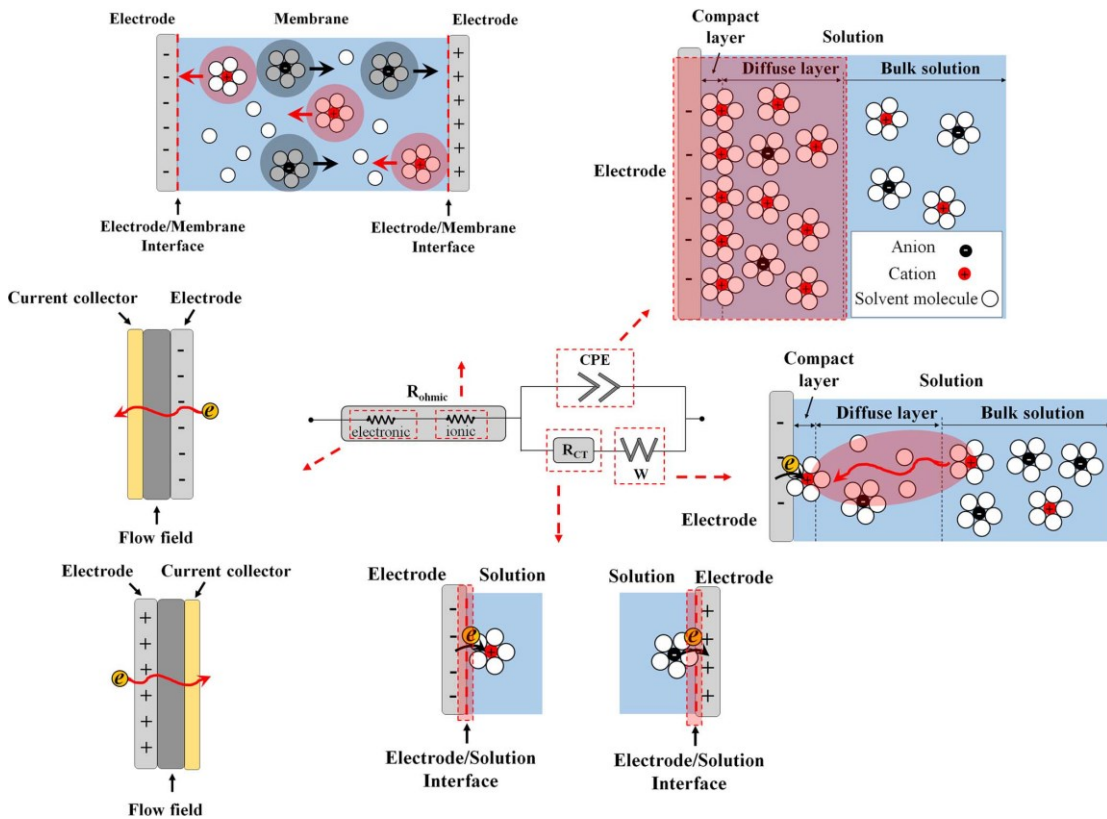 Electrode
Membrane
Electrode
Electrode/Membrane
Interface
Electrode/Membrane
Interface
Compact
layer
Solution
Diffuse layer
Bulk solution
Electrode
Anion
Cation
Solvent molecule
Current collector
Electrode
e
Flow field
R_ohmic
electronic
ionic
CPE
R_CT
W
Compact
layer
Solution
Diffuse layer
Bulk solution
e
Electrode
Electrode
Current collector
e
Flow field
Electrode
Solution
e
Electrode/Solution
Interface
Solution
Electrode
e
Electrode/Solution
Interface